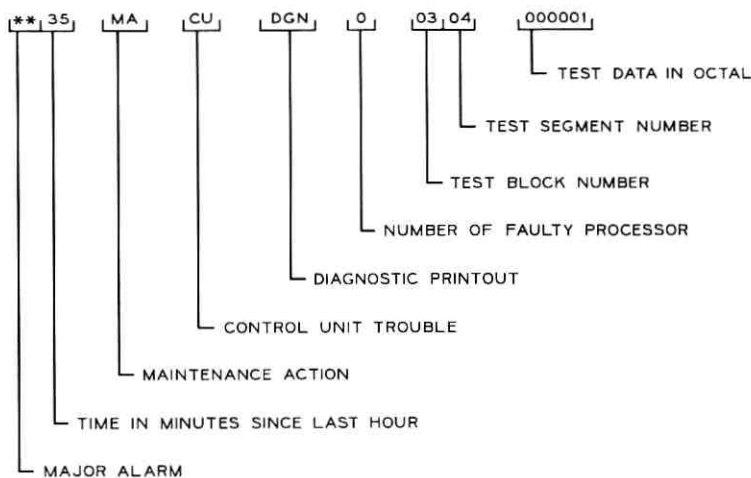 **35 MA CU DGN 0 03 04 000001
TEST DATA IN OCTAL
TEST SEGMENT NUMBER
TEST BLOCK NUMBER
NUMBER OF FAULTY PROCESSOR
DIAGNOSTIC PRINTOUT
CONTROL UNIT TROUBLE
MAINTENANCE ACTION
TIME IN MINUTES SINCE LAST HOUR
MAJOR ALARM